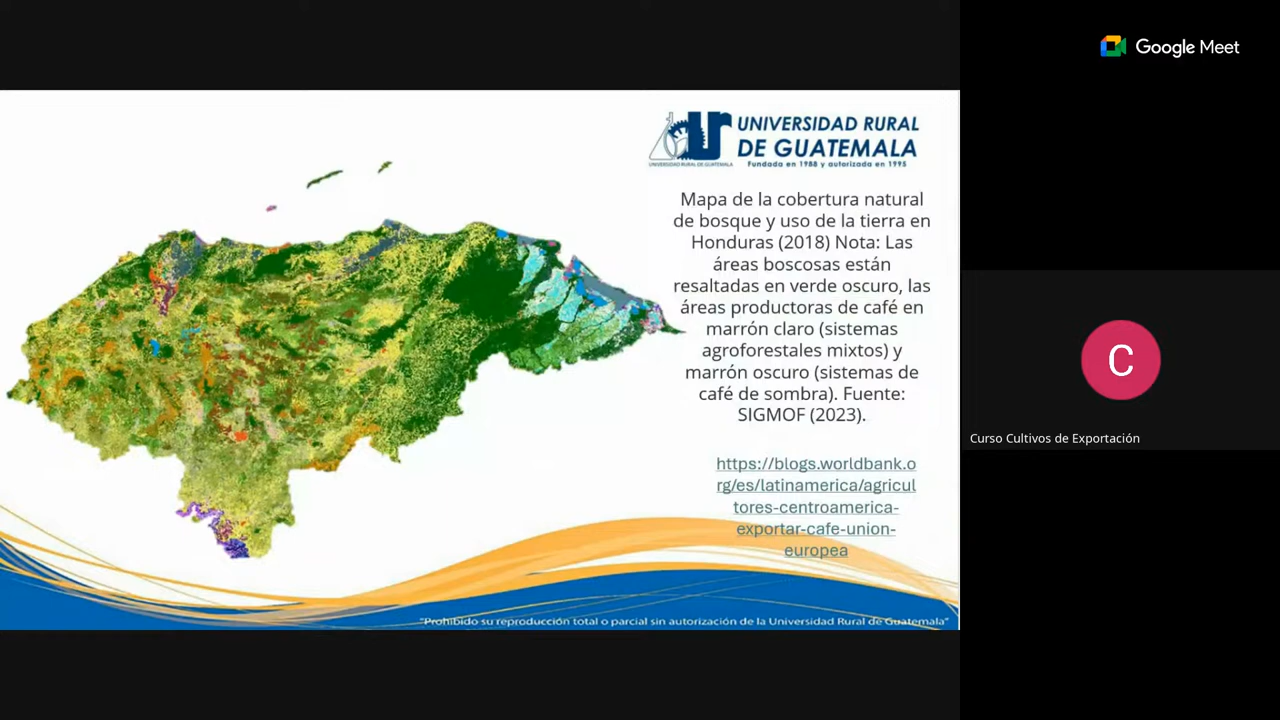 Google Meet
UNIVERSIDAD RURAL
DE GUATEMALA
Fundada en 1988 y autorizada en 1995
UNIVERSIDAD RURAL DE GUATEMALA
Mapa de la cobertura natural
de bosque y uso de la tierra en
Honduras (2018) Nota: Las
áreas boscosas están
resaltadas en verde oscuro, las
áreas productoras de café en
marrón claro (sistemas
agroforestales mixtos) y
marrón oscuro (sistemas de
café de sombra). Fuente:
SIGMOF (2023).
https://blogs.worldbank.o
rg/es/latinamerica/agricul
tores-centroamerica-
exportar-cafe-union-
europea
"Prohibido su reproducción total o parcial sin autorización de la Universidad Rural de Guatemala"
C
Curso Cultivos de Exportación